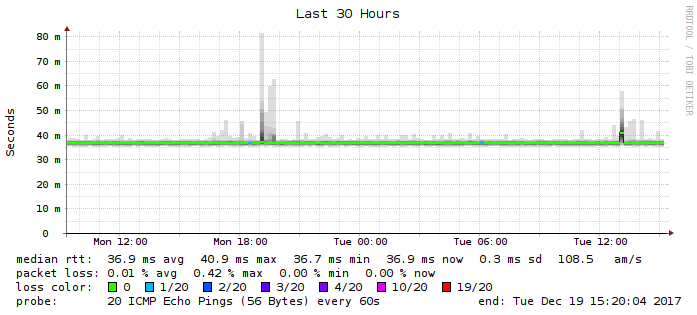 Last 30 Hours
RRDTOOL / TOBI OETIKER
Seconds
80 m
70 m
60 m
50 m
40 m
30 m
20 m
10 m
0
Mon 12:00 Mon 18:00 Tue 00:00 Tue 06:00 Tue 12:00
median rtt: 36.9 ms avg 40.9 ms max 36.7 ms min 36.9 ms now 0.3 ms sd 108.5 am/s
packet loss: 0.01 % avg 0.42 % max 0.00 % min 0.00 % now
loss color: 0 1/20 2/20 3/20 4/20 10/20 19/20
probe: 20 ICMP Echo Pings (56 Bytes) every 60s end: Tue Dec 19 15:20:04 2017